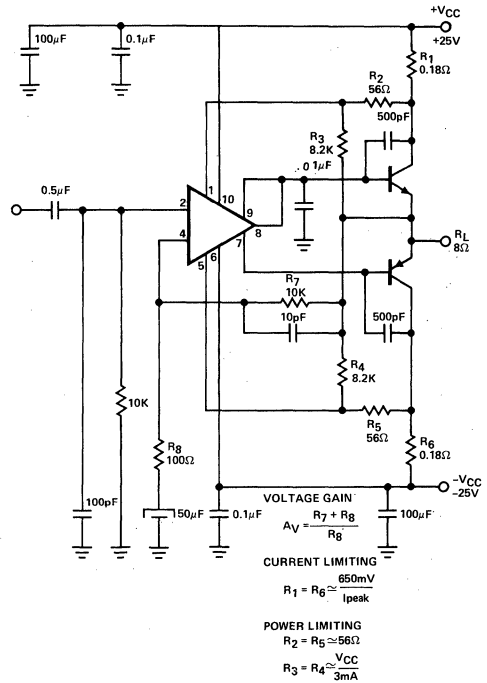 +VCC
+25V
100µF
0.1µF
R1
0.18Ω
R2
56Ω
500pF
R3
8.2K
0 1µF
0.5µF
1
10
2
9
8
4
7
5
6
RL
8Ω
R7
10K
10pF
500pF
R4
8.2K
10K
R5
56Ω
R8
100Ω
R6
0.18Ω
-VCC
-25V
100pF
50µF
0.1µF
100µF
VOLTAGE GAIN
AV = R7 + R8
R8
CURRENT LIMITING
R1 = R6 ≃ 650mV
Ipeak
POWER LIMITING
R2 = R5 ≃ 56Ω
R3 = R4 ≃ VCC
3mA